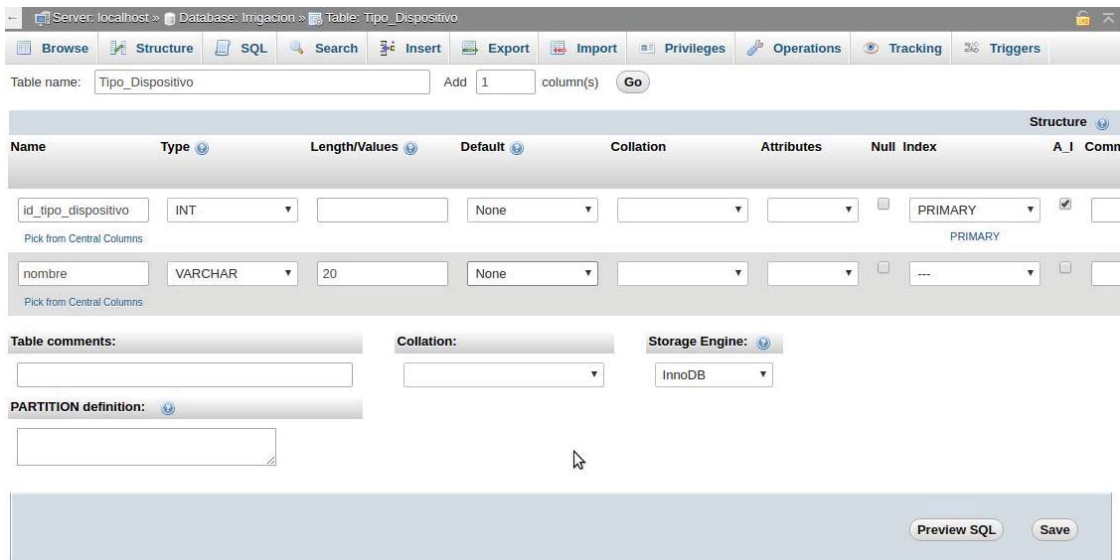 Server: localhost » Database: Irrigacion » Table: Tipo_Dispositivo
Browse Structure SQL Search Insert Export Import Privileges Operations Tracking Triggers
Table name: Tipo_Dispositivo Add 1 column(s) Go
Structure
Name Type Length/Values Default Collation Attributes Null Index A_I Comm
id_tipo_dispositivo INT None PRIMARY
Pick from Central Columns PRIMARY
nombre VARCHAR 20 None ---
Pick from Central Columns
Table comments: Collation: Storage Engine:
InnoDB
PARTITION definition:
Preview SQL Save